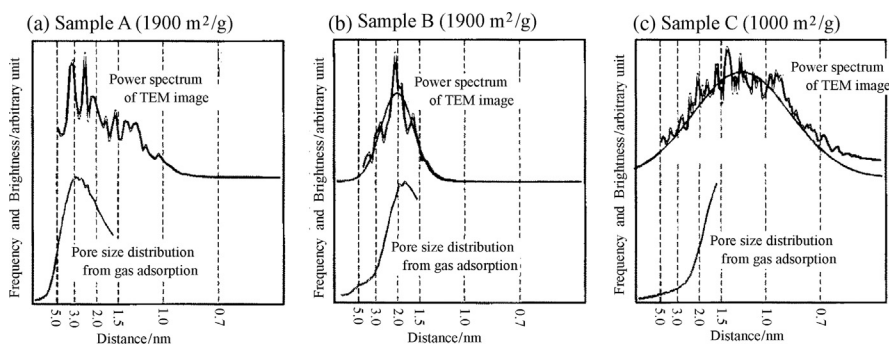 (a) Sample A (1900 m²/g)
Frequency and Brightness/arbitrary unit
Power spectrum
of TEM image
Pore size distribution
from gas adsorption
5.0
3.0
2.0
1.5
1.0
0.7
Distance/nm
(b) Sample B (1900 m²/g)
Frequency and Brightness/arbitrary unit
Power spectrum
of TEM image
Pore size distribution
from gas adsorption
5.0
3.0
2.0
1.5
1.0
0.7
Distance/nm
(c) Sample C (1000 m²/g)
Frequency and Brightness/arbitrary unit
Power spectrum
of TEM image
Pore size distribution
from gas adsorption
5.0
3.0
2.0
1.5
1.0
0.7
Distance/nm